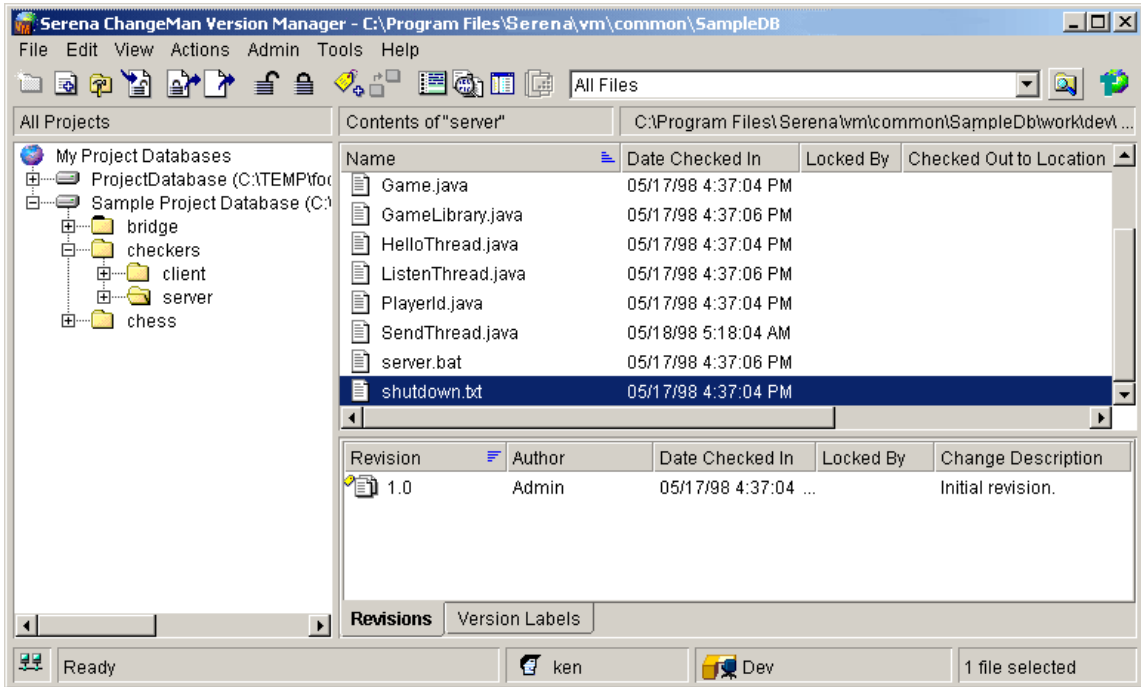 Serena ChangeMan Version Manager - C:\Program Files\Serena\vm\common\SampleDB
File Edit View Actions Admin Tools Help
All Files
All Projects
Contents of "server"
C:\Program Files\Serena\vm\common\SampleDb\work\dev\ ...
My Project Databases
ProjectDatabase (C:\TEMP\foo
Sample Project Database (C:\
bridge
checkers
client
server
chess
Name Date Checked In Locked By Checked Out to Location
Game.java 05/17/98 4:37:04 PM
GameLibrary.java 05/17/98 4:37:06 PM
HelloThread.java 05/17/98 4:37:04 PM
ListenThread.java 05/17/98 4:37:06 PM
PlayerId.java 05/17/98 4:37:04 PM
SendThread.java 05/18/98 5:18:04 AM
server.bat 05/17/98 4:37:06 PM
shutdown.txt 05/17/98 4:37:04 PM
Revision Author Date Checked In Locked By Change Description
1.0 Admin 05/17/98 4:37:04 ... Initial revision.
Revisions Version Labels
Ready ken Dev 1 file selected